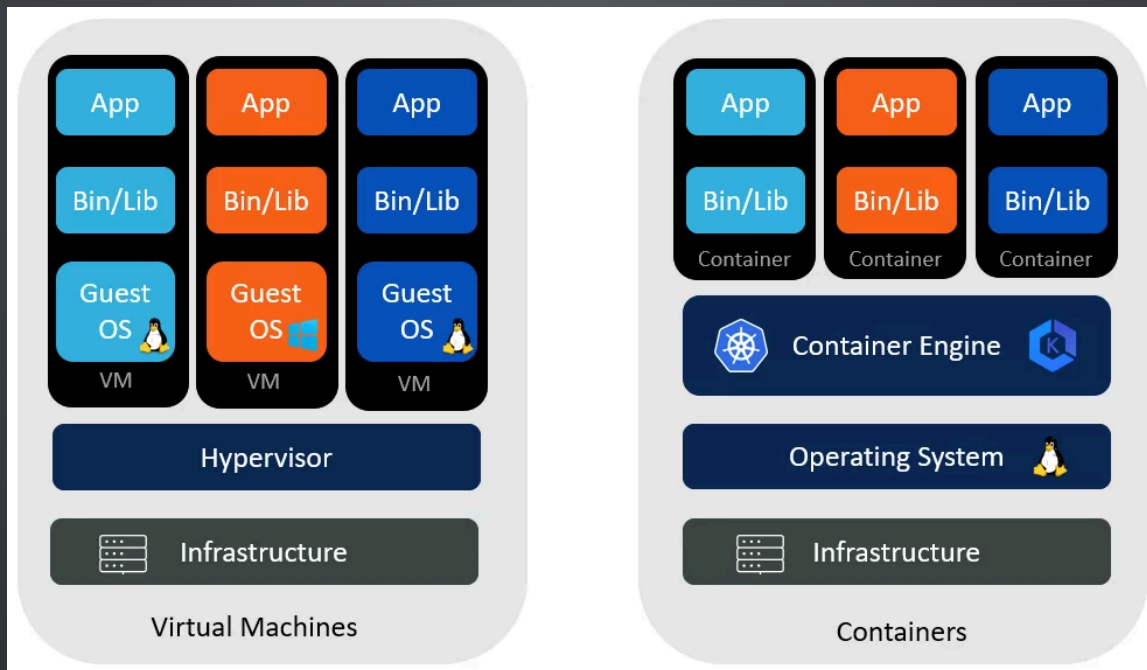 App
App
App
Bin/Lib
Bin/Lib
Bin/Lib
Guest
OS
Guest
OS
Guest
OS
VM
VM
VM
Hypervisor
Infrastructure
Virtual Machines
App
App
App
Bin/Lib
Bin/Lib
Bin/Lib
Container
Container
Container
Container Engine
K
Operating System
Infrastructure
Containers